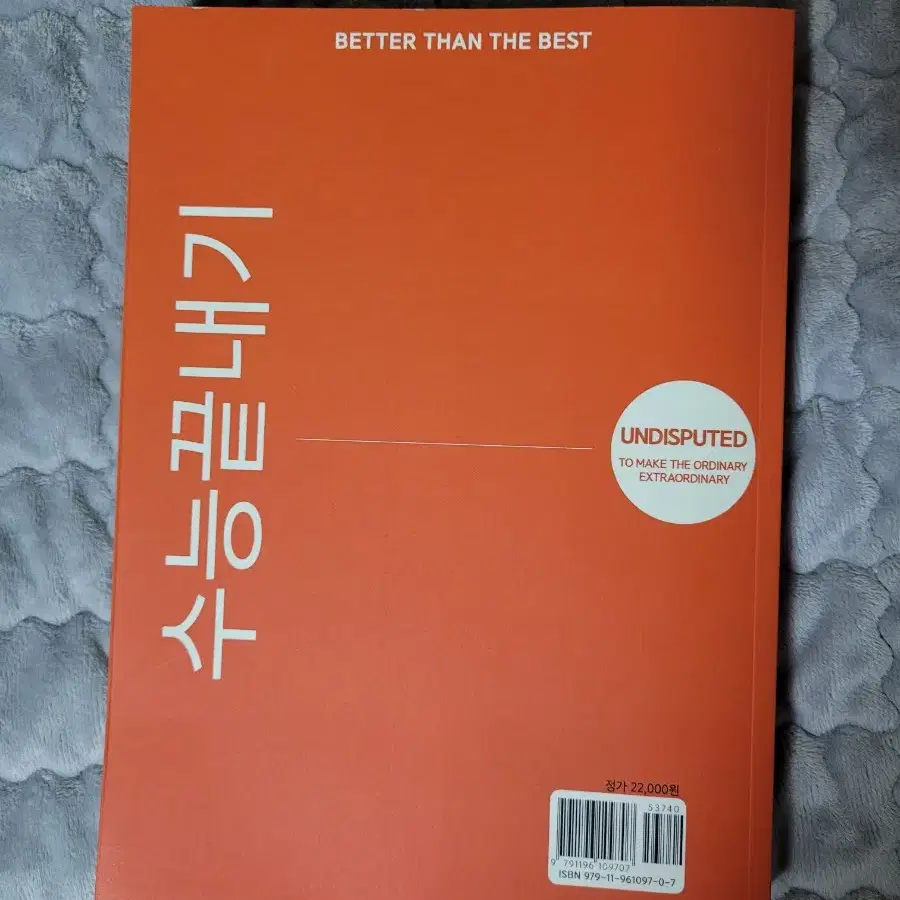 BETTER THAN THE BEST
수능끝내기
UNDISPUTED
TO MAKE THE ORDINARY
EXTRAORDINARY
정가 22,000원
53740
9 791196 109707
ISBN 979-11-961097-0-7